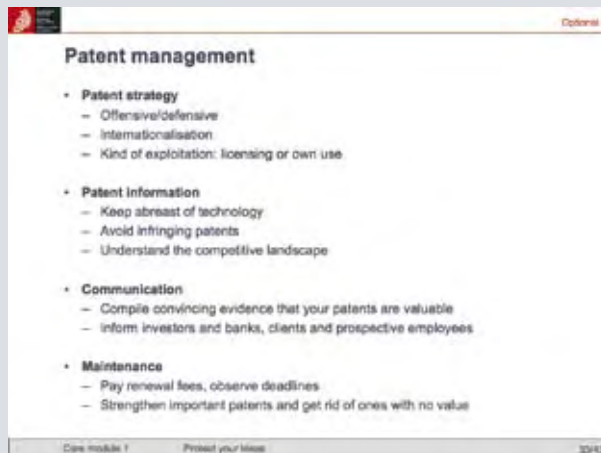 Optional
Patent management
• Patent strategy
– Offensive/defensive
– Internationalisation
– Kind of exploitation: licensing or own use
• Patent information
– Keep abreast of technology
– Avoid infringing patents
– Understand the competitive landscape
• Communication
– Compile convincing evidence that your patents are valuable
– Inform investors and banks, clients and prospective employees
• Maintenance
– Pay renewal fees, observe deadlines
– Strengthen important patents and get rid of ones with no value
Core module 1 Protect your ideas